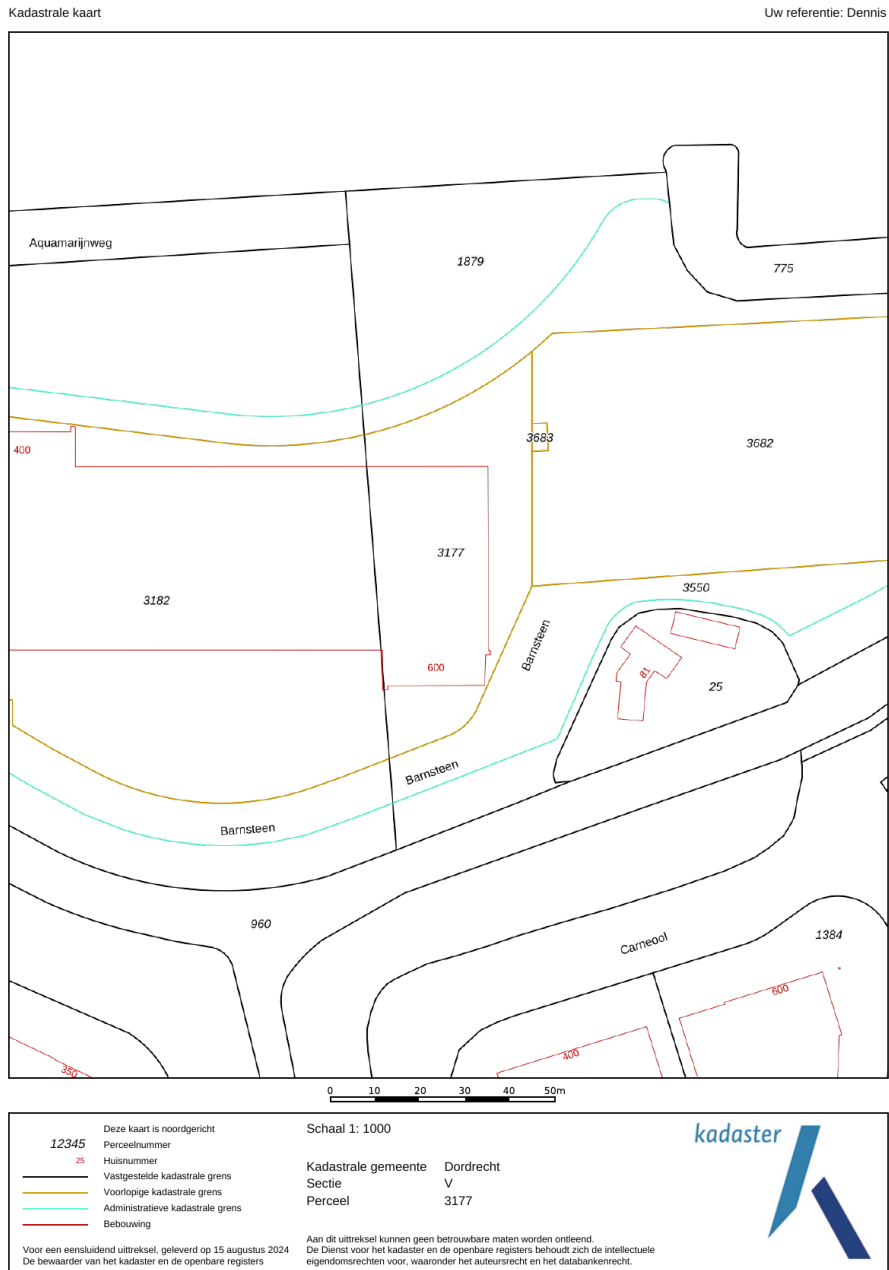 Kadastrale kaart
Uw referentie: Dennis
Aquamarijnweg
1879
775
400
3683
3682
3177
3182
3550
Barnsteen
600
81
25
Barnsteen
Barnsteen
960
Carneool
1384
600
400
350
0 10 20 30 40 50m
Deze kaart is noordgericht
12345 Perceelnummer
25 Huisnummer
Vastgestelde kadastrale grens
Voorlopige kadastrale grens
Administratieve kadastrale grens
Bebouwing
Voor een eensluidend uittreksel, geleverd op 15 augustus 2024
De bewaarder van het kadaster en de openbare registers
Schaal 1: 1000
Kadastrale gemeente Dordrecht
Sectie V
Perceel 3177
Aan dit uittreksel kunnen geen betrouwbare maten worden ontleend.
De Dienst voor het kadaster en de openbare registers behoudt zich de intellectuele
eigendomsrechten voor, waaronder het auteursrecht en het databankenrecht.
kadaster